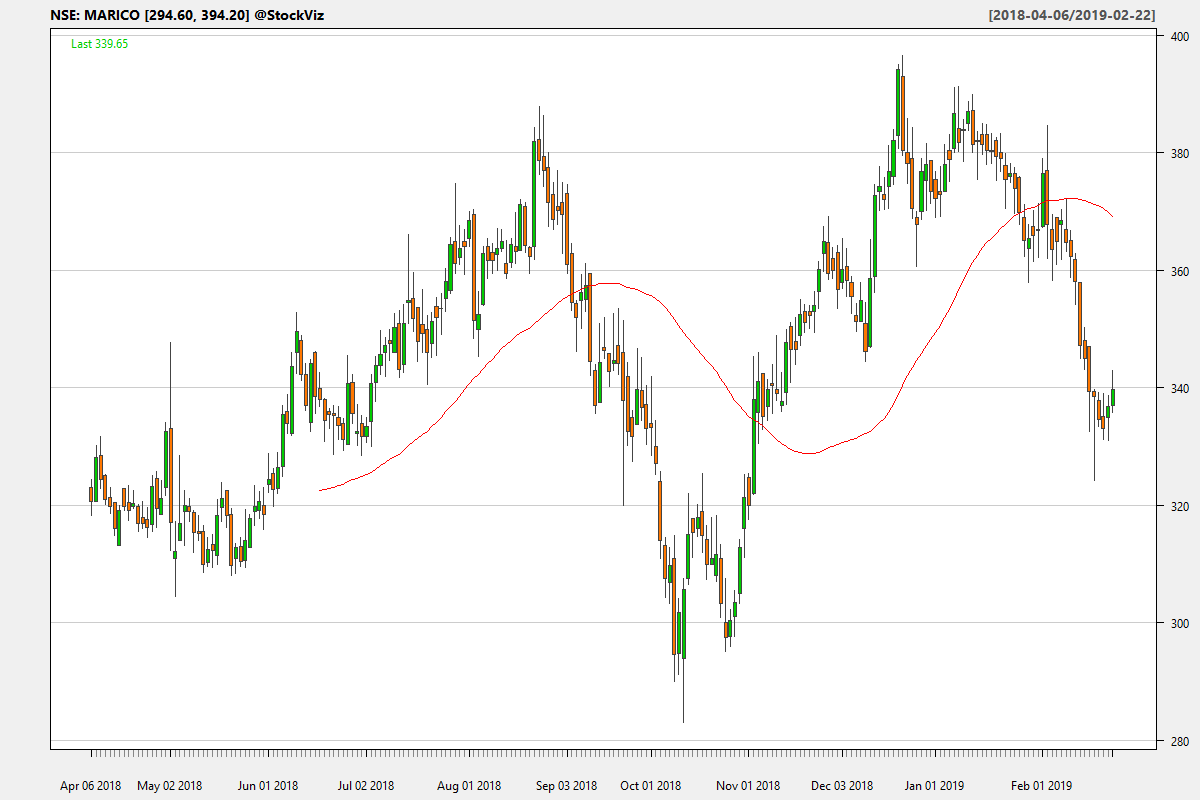 NSE: MARICO [294.60, 394.20] @StockViz
[2018-04-06/2019-02-22]
Last 339.65
400
380
360
340
320
300
280
Apr 06 2018 May 02 2018 Jun 01 2018 Jul 02 2018 Aug 01 2018 Sep 03 2018 Oct 01 2018 Nov 01 2018 Dec 03 2018 Jan 01 2019 Feb 01 2019